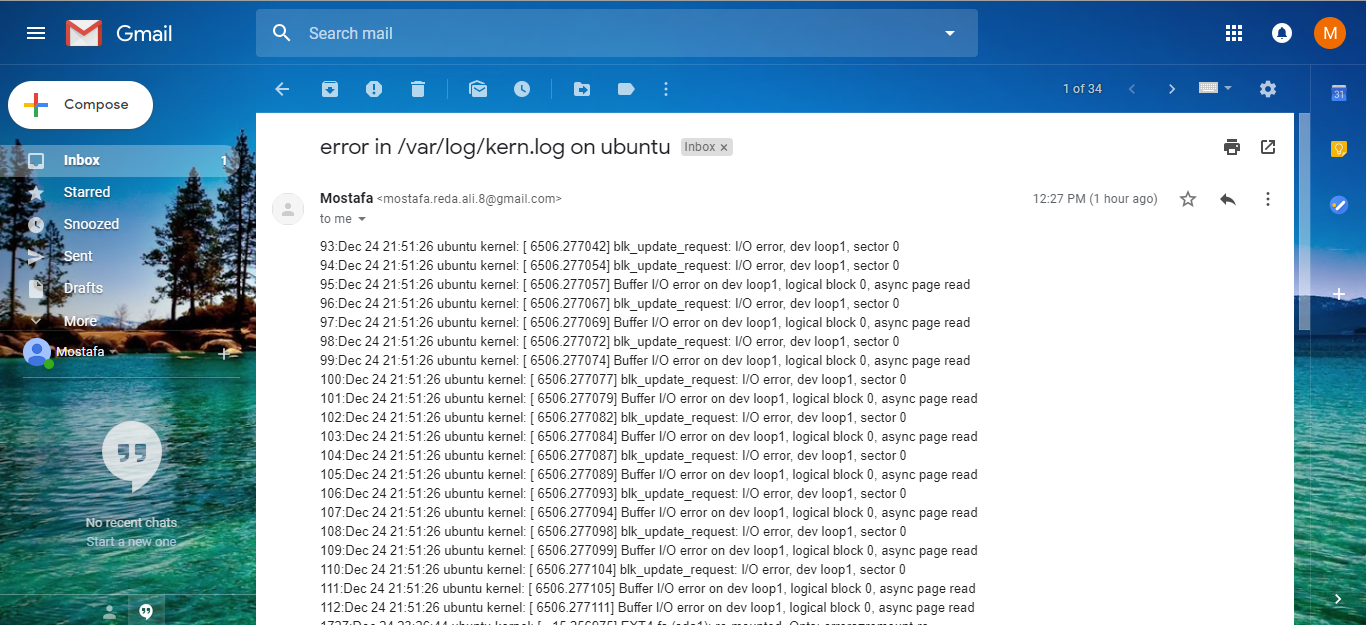 Gmail
Search mail
M
Compose
1 of 34
31
Inbox 1
Starred
Snoozed
Sent
Drafts
More
Mostafa
No recent chats
Start a new one
error in /var/log/kern.log on ubuntu Inbox ×
Mostafa <mostafa.reda.ali.8@gmail.com> 12:27 PM (1 hour ago)
to me
93:Dec 24 21:51:26 ubuntu kernel: [ 6506.277042] blk_update_request: I/O error, dev loop1, sector 0
94:Dec 24 21:51:26 ubuntu kernel: [ 6506.277054] blk_update_request: I/O error, dev loop1, sector 0
95:Dec 24 21:51:26 ubuntu kernel: [ 6506.277057] Buffer I/O error on dev loop1, logical block 0, async page read
96:Dec 24 21:51:26 ubuntu kernel: [ 6506.277067] blk_update_request: I/O error, dev loop1, sector 0
97:Dec 24 21:51:26 ubuntu kernel: [ 6506.277069] Buffer I/O error on dev loop1, logical block 0, async page read
98:Dec 24 21:51:26 ubuntu kernel: [ 6506.277072] blk_update_request: I/O error, dev loop1, sector 0
99:Dec 24 21:51:26 ubuntu kernel: [ 6506.277074] Buffer I/O error on dev loop1, logical block 0, async page read
100:Dec 24 21:51:26 ubuntu kernel: [ 6506.277077] blk_update_request: I/O error, dev loop1, sector 0
101:Dec 24 21:51:26 ubuntu kernel: [ 6506.277079] Buffer I/O error on dev loop1, logical block 0, async page read
102:Dec 24 21:51:26 ubuntu kernel: [ 6506.277082] blk_update_request: I/O error, dev loop1, sector 0
103:Dec 24 21:51:26 ubuntu kernel: [ 6506.277084] Buffer I/O error on dev loop1, logical block 0, async page read
104:Dec 24 21:51:26 ubuntu kernel: [ 6506.277087] blk_update_request: I/O error, dev loop1, sector 0
105:Dec 24 21:51:26 ubuntu kernel: [ 6506.277089] Buffer I/O error on dev loop1, logical block 0, async page read
106:Dec 24 21:51:26 ubuntu kernel: [ 6506.277093] blk_update_request: I/O error, dev loop1, sector 0
107:Dec 24 21:51:26 ubuntu kernel: [ 6506.277094] Buffer I/O error on dev loop1, logical block 0, async page read
108:Dec 24 21:51:26 ubuntu kernel: [ 6506.277098] blk_update_request: I/O error, dev loop1, sector 0
109:Dec 24 21:51:26 ubuntu kernel: [ 6506.277099] Buffer I/O error on dev loop1, logical block 0, async page read
110:Dec 24 21:51:26 ubuntu kernel: [ 6506.277104] blk_update_request: I/O error, dev loop1, sector 0
111:Dec 24 21:51:26 ubuntu kernel: [ 6506.277105] Buffer I/O error on dev loop1, logical block 0, async page read
112:Dec 24 21:51:26 ubuntu kernel: [ 6506.277111] Buffer I/O error on dev loop1, logical block 0, async page read